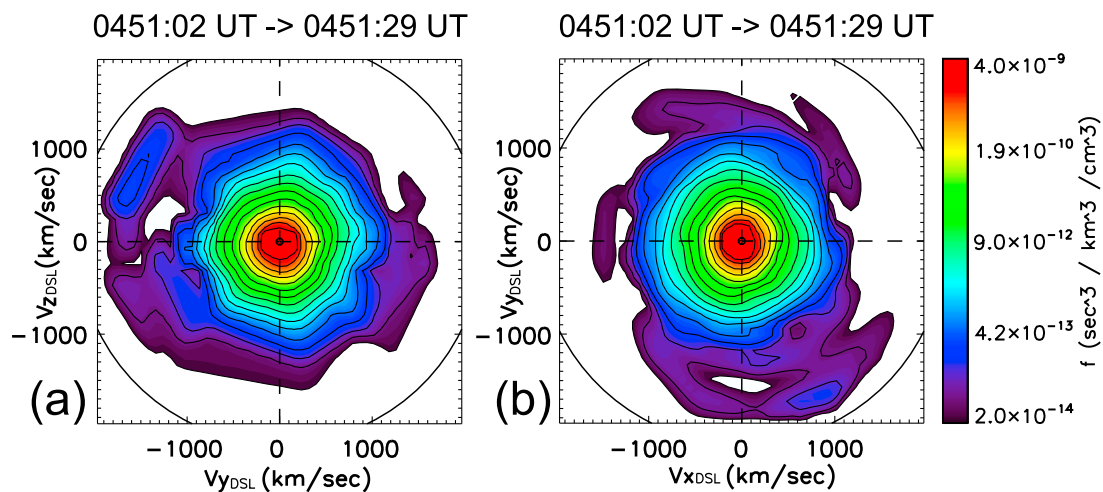 0451:02 UT -> 0451:29 UT
0451:02 UT -> 0451:29 UT
1000
0
−1000
VzDSL (km/sec)
−1000
0
1000
VyDSL (km/sec)
(a)
1000
0
−1000
VyDSL (km/sec)
−1000
0
1000
VxDSL (km/sec)
(b)
4.0×10^−9
1.9×10^−10
9.0×10^−12
4.2×10^−13
2.0×10^−14
f (sec^3 / km^3 /cm^3)